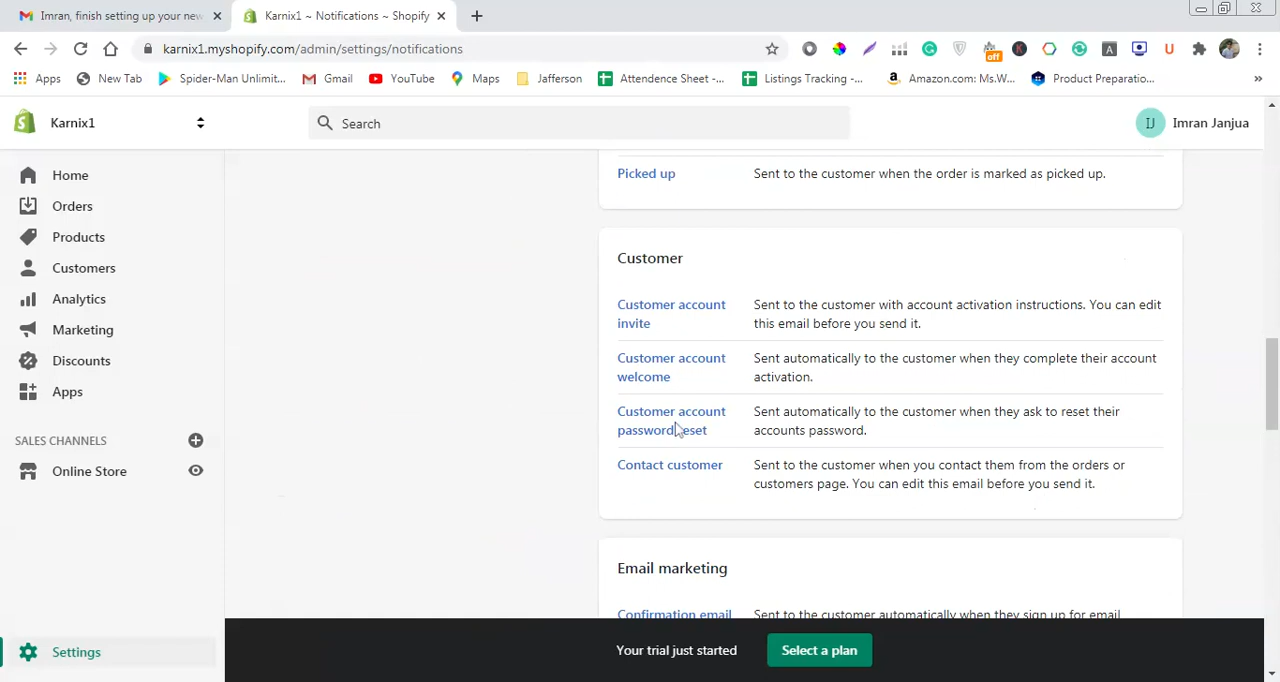 Imran, finish setting up your new
Karnix1 ~ Notifications ~ Shopify
karnix1.myshopify.com/admin/settings/notifications
off
Apps New Tab Spider-Man Unlimit... Gmail YouTube Maps Jafferson Attendence Sheet -... Listings Tracking -... Amazon.com: Ms.W... Product Preparatio... »
Karnix1
Search
IJ Imran Janjua
Home
Orders
Products
Customers
Analytics
Marketing
Discounts
Apps
SALES CHANNELS
Online Store
Settings
Picked up Sent to the customer when the order is marked as picked up.
Customer
Customer account Sent to the customer with account activation instructions. You can edit
invite this email before you send it.
Customer account Sent automatically to the customer when they complete their account
welcome activation.
Customer account Sent automatically to the customer when they ask to reset their
password reset accounts password.
Contact customer Sent to the customer when you contact them from the orders or
customers page. You can edit this email before you send it.
Email marketing
Confirmation email Sent to the customer automatically when they sign up for email
Your trial just started Select a plan